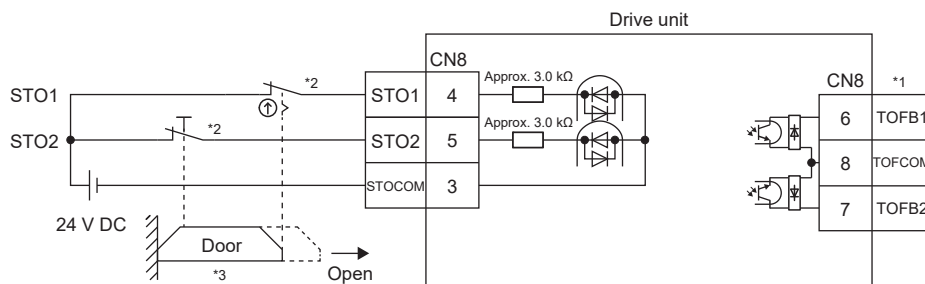 Drive unit
CN8
CN8 *1
Approx. 3.0 kΩ
STO1 *2 STO1 4
6 TOFB1
Approx. 3.0 kΩ
STO2 *2 STO2 5
8 TOFCOM
STOCOM 3
7 TOFB2
24 V DC
Door
*3
Open